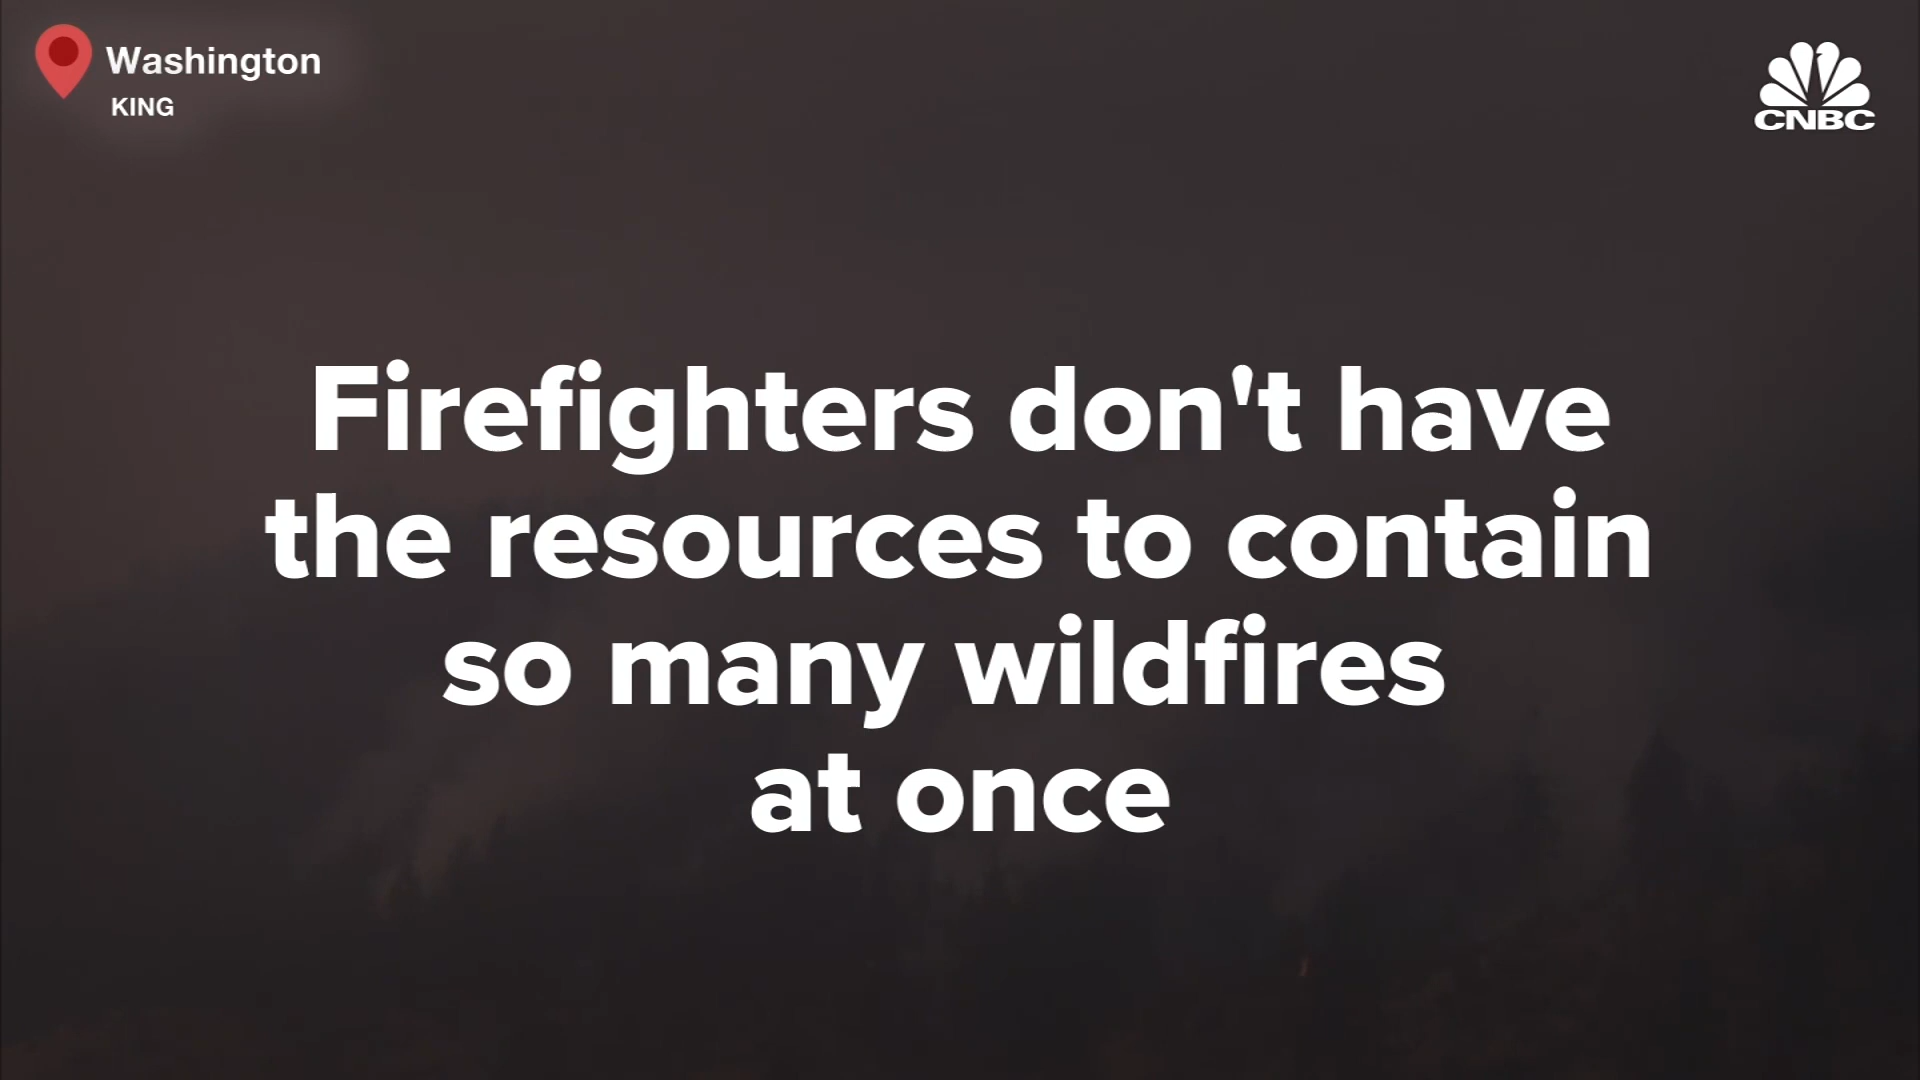 Washington
KING
CNBC
Firefighters don't have
the resources to contain
so many wildfires
at once